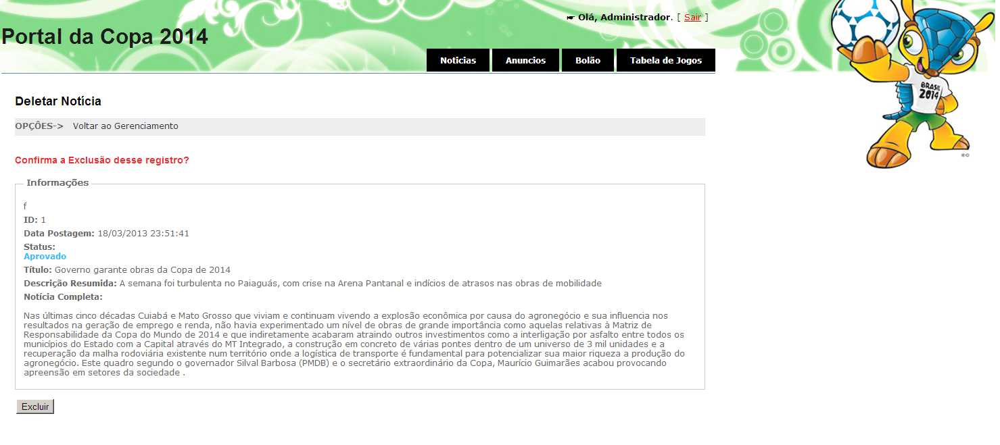 ☛ Olá, Administrador. [ Sair ]
Portal da Copa 2014
Noticias Anuncios Bolão Tabela de Jogos
BRASIL
2014
Deletar Notícia
OPÇÕES-> Voltar ao Gerenciamento
Confirma a Exclusão desse registro?
Informações
f
ID: 1
Data Postagem: 18/03/2013 23:51:41
Status:
Aprovado
Título: Governo garante obras da Copa de 2014
Descrição Resumida: A semana foi turbulenta no Paiaguás, com crise na Arena Pantanal e indícios de atrasos nas obras de mobilidade
Notícia Completa:
Nas últimas cinco décadas Cuiabá e Mato Grosso que viviam e continuam vivendo a explosão econômica por causa do agronegócio e sua influencia nos
resultados na geração de emprego e renda, não havia experimentado um nível de obras de grande importância como aquelas relativas à Matriz de
Responsabilidade da Copa do Mundo de 2014 e que indiretamente acabaram atraindo outros investimentos como a interligação por asfalto entre todos os
municípios do Estado com a Capital através do MT Integrado, a construção em concreto de várias pontes dentro de um universo de 3 mil unidades e a
recuperação da malha rodoviária existente num território onde a logística de transporte é fundamental para potencializar sua maior riqueza a produção do
agronegócio. Este quadro segundo o governador Silval Barbosa (PMDB) e o secretário extraordinário da Copa, Maurício Guimarães acabou provocando
apreensão em setores da sociedade .
Excluir